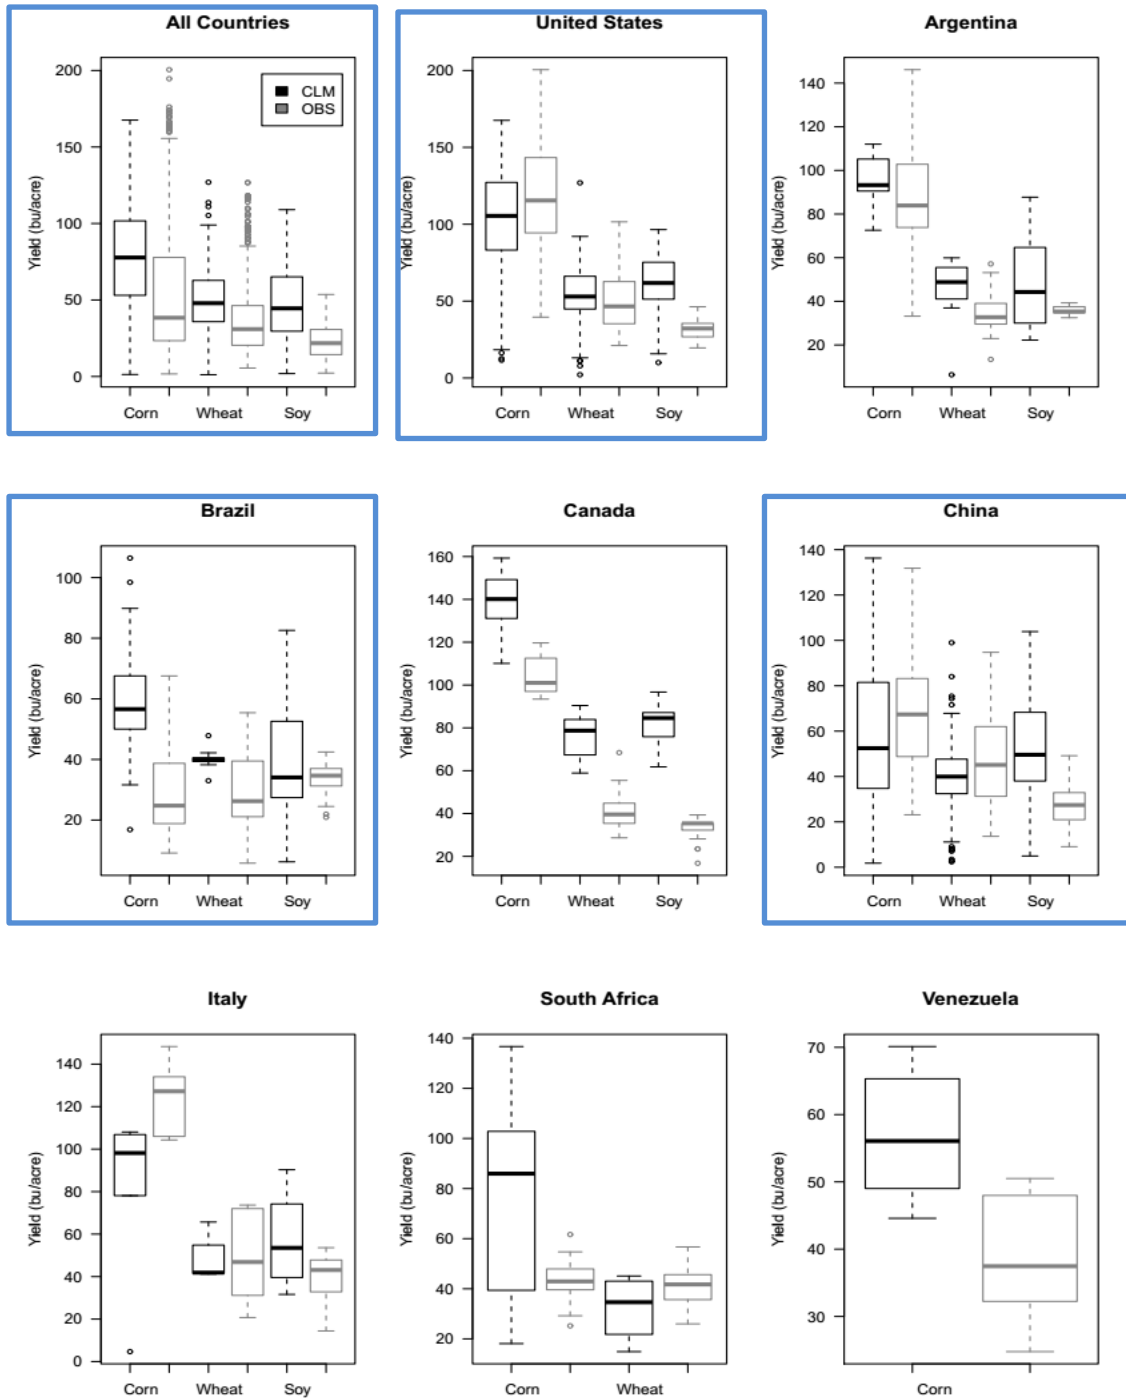 All Countries
United States
Argentina
Yield (bu/acre)
200
150
100
50
0
CLM
OBS
Corn
Wheat
Soy
Yield (bu/acre)
200
150
100
50
0
Corn
Wheat
Soy
Yield (bu/acre)
140
120
100
80
60
40
20
Corn
Wheat
Soy
Brazil
Canada
China
Yield (bu/acre)
100
80
60
40
20
Corn
Wheat
Soy
Yield (bu/acre)
160
140
120
100
80
60
40
20
Corn
Wheat
Soy
Yield (bu/acre)
140
120
100
80
60
40
20
0
Corn
Wheat
Soy
Italy
South Africa
Venezuela
Yield (bu/acre)
140
120
100
80
60
40
20
0
Corn
Wheat
Soy
Yield (bu/acre)
140
120
100
80
60
40
20
Corn
Wheat
Yield (bu/acre)
70
60
50
40
30
Corn